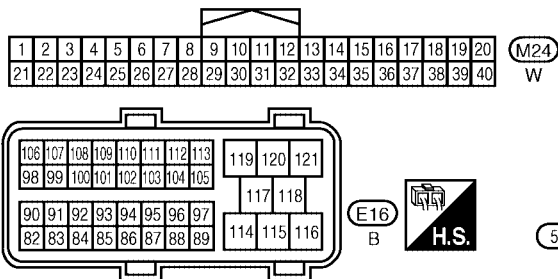 1 2 3 4 5 6 7 8 9 10 11 12 13 14 15 16 17 18 19 20
21 22 23 24 25 26 27 28 29 30 31 32 33 34 35 36 37 38 39 40
M24
W
106 107 108 109 110 111 112 113
98 99 100 101 102 103 104 105
90 91 92 93 94 95 96 97
82 83 84 85 86 87 88 89
119 120 121
117 118
114 115 116
E16
B
H.S.
5